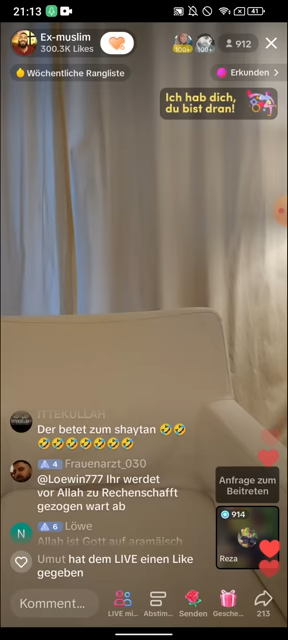 21:13
41
Ex-muslim
300.3K Likes
100+
100+
912
Wöchentliche Rangliste
Erkunden >
Ich hab dich,
du bist dran!
ITTEKULLAH
Der betet zum shaytan 🤣🤣
🤣🤣🤣🤣🤣🤣🤣
4 Frauenarzt_030
@Loewin777 Ihr werdet
vor Allah zu Rechenschafft
gezogen wart ab
N
6 Löwe
Allah ist Gott auf aramäisch
Umut hat dem LIVE einen Like
gegeben
Anfrage zum
Beitreten
914
Reza
Komment...
LIVE mi...
Abstim...
Senden
Gesche...
213